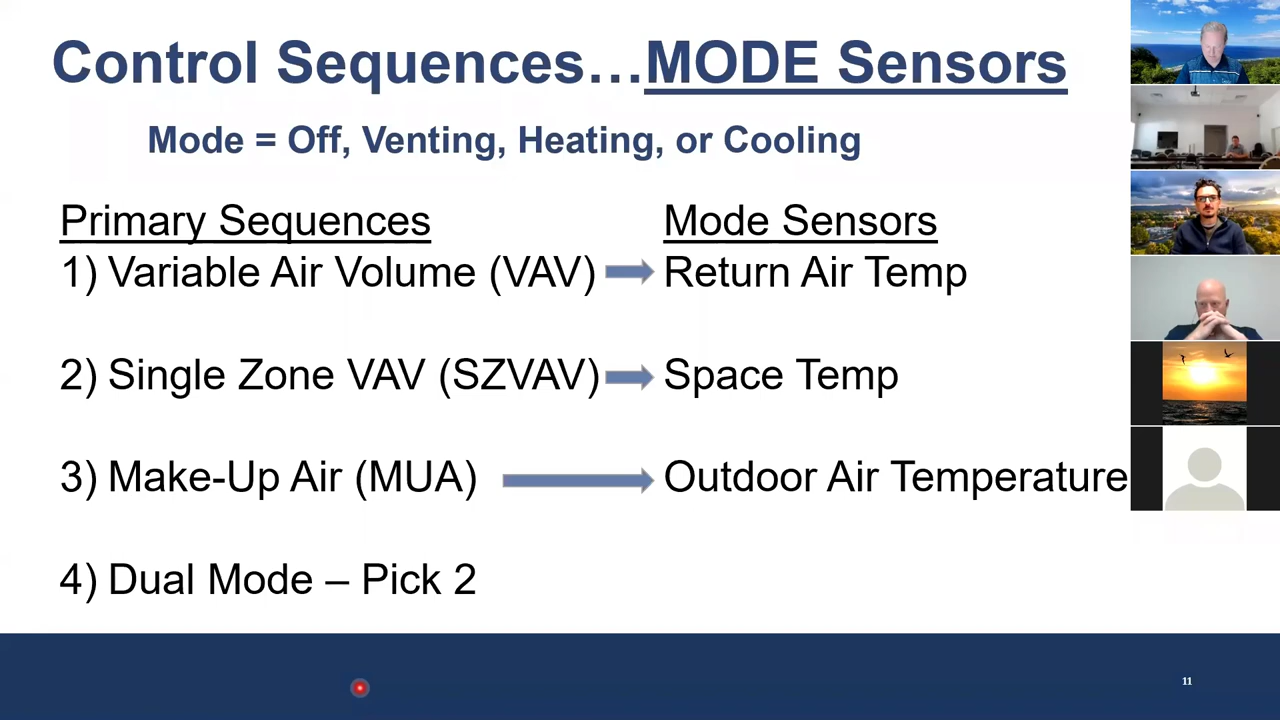 Control Sequences…MODE Sensors
Mode = Off, Venting, Heating, or Cooling
Primary Sequences
Mode Sensors
1) Variable Air Volume (VAV)
Return Air Temp
2) Single Zone VAV (SZVAV)
Space Temp
3) Make-Up Air (MUA)
Outdoor Air Temperature
4) Dual Mode – Pick 2
11